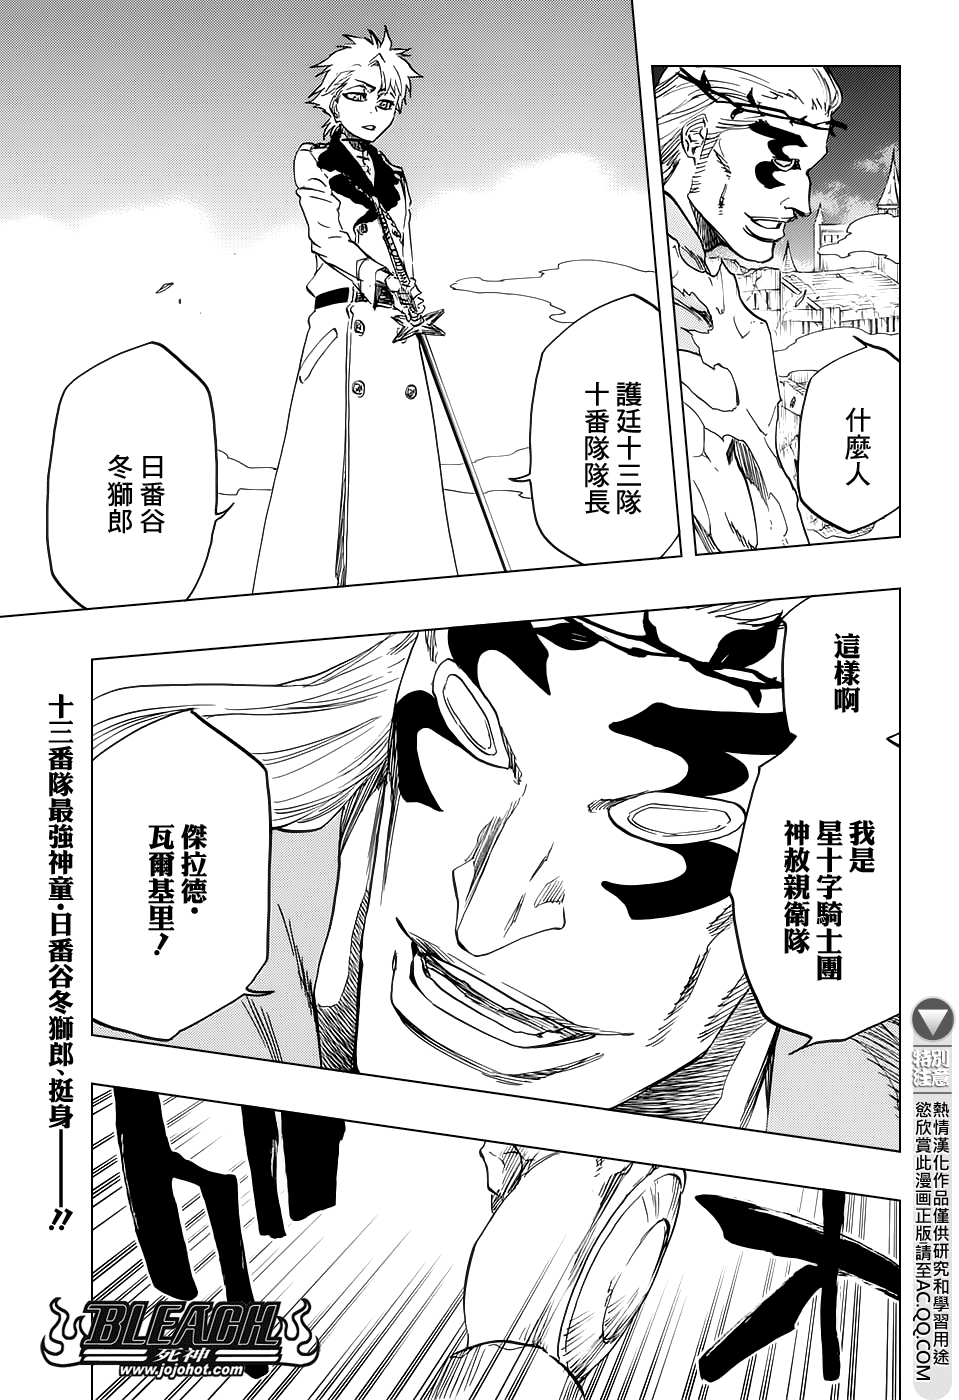 什麼人
護廷十三隊
十番隊隊長
日番谷
冬獅郎
這樣啊
我是
星十字騎士團
神赦親衛隊
傑拉德·
瓦爾基里！
十三番隊最強神童·日番谷冬獅郎、挺身——!!
特別
注意
熱情漢化作品僅供研究和學習用途
慾欣賞此漫画正版!請至AC.QQ.COM
BLEACH
死神
www.jojohot.com